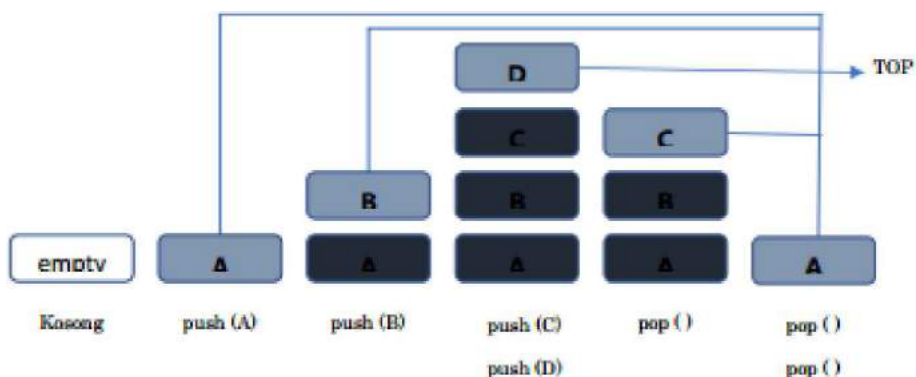 D
TOP
C
C
B
B
B
empty
A
A
A
A
A
Kosong
push (A)
push (B)
push (C)
pop ( )
pop ( )
push (D)
pop ( )